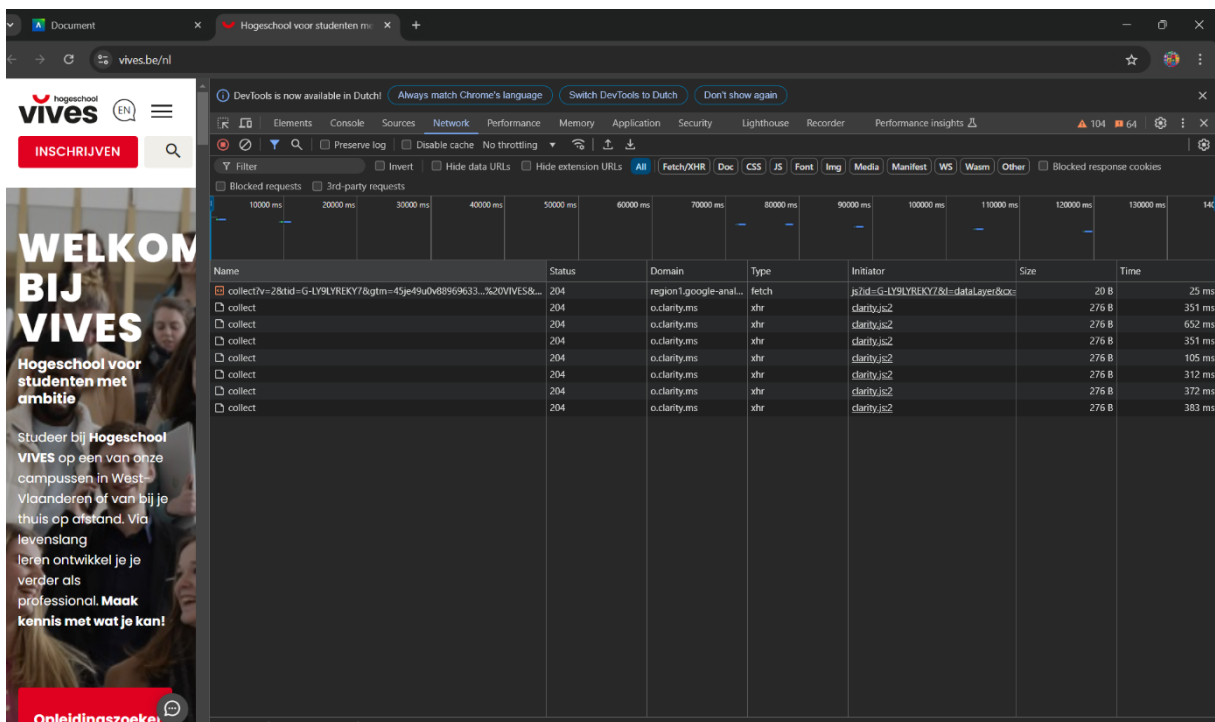 Document
Hogeschool voor studenten me
vives.be/nl
hogeschool
vives
EN
INSCHRIJVEN
WELKOM
BIJ
VIVES
Hogeschool voor
studenten met
ambitie
Studeer bij Hogeschool
VIVES op een van onze
campussen in West-
Vlaanderen of van bij je
thuis op afstand. Via
levenslang
leren ontwikkel je je
verder als
professional. Maak
kennis met wat je kan!
Opleidingszoeker
DevTools is now available in Dutch! Always match Chrome's language Switch DevTools to Dutch Don't show again
Elements Console Sources Network Performance Memory Application Security Lighthouse Recorder Performance insights 104 64
Preserve log Disable cache No throttling
Filter Invert Hide data URLs Hide extension URLs All Fetch/XHR Doc CSS JS Font Img Media Manifest WS Wasm Other Blocked response cookies
Blocked requests 3rd-party requests
10000 ms 20000 ms 30000 ms 40000 ms 50000 ms 60000 ms 70000 ms 80000 ms 90000 ms 100000 ms 110000 ms 120000 ms 130000 ms 140
Name Status Domain Type Initiator Size Time
collect?v=2&tid=G-LY9LYREKY7&gtm=45je49u0v88969633...%20VIVES&... 204 region1.google-anal... fetch js?id=G-LY9LYREKY7&l=dataLayer&cx= 20 B 25 ms
collect 204 o.clarity.ms xhr clarity.js:2 276 B 351 ms
collect 204 o.clarity.ms xhr clarity.js:2 276 B 652 ms
collect 204 o.clarity.ms xhr clarity.js:2 276 B 351 ms
collect 204 o.clarity.ms xhr clarity.js:2 276 B 105 ms
collect 204 o.clarity.ms xhr clarity.js:2 276 B 312 ms
collect 204 o.clarity.ms xhr clarity.js:2 276 B 372 ms
collect 204 o.clarity.ms xhr clarity.js:2 276 B 383 ms